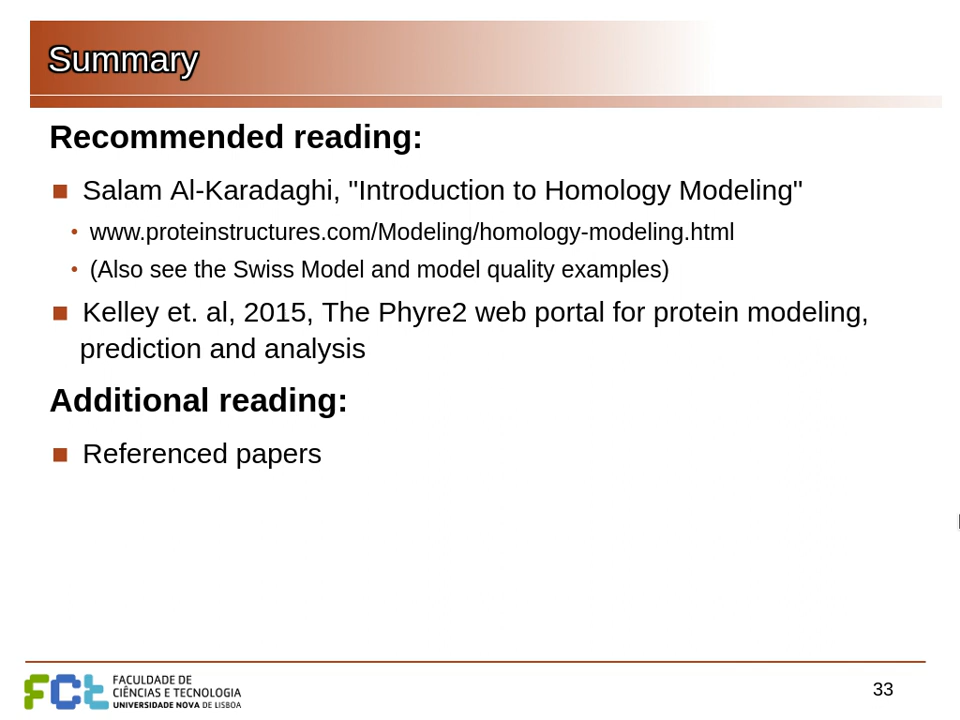 Summary
Recommended reading:
Salam Al-Karadaghi, "Introduction to Homology Modeling"
www.proteinstructures.com/Modeling/homology-modeling.html
(Also see the Swiss Model and model quality examples)
Kelley et. al, 2015, The Phyre2 web portal for protein modeling,
prediction and analysis
Additional reading:
Referenced papers
FCt
FACULDADE DE
CIÊNCIAS E TECNOLOGIA
UNIVERSIDADE NOVA DE LISBOA
33